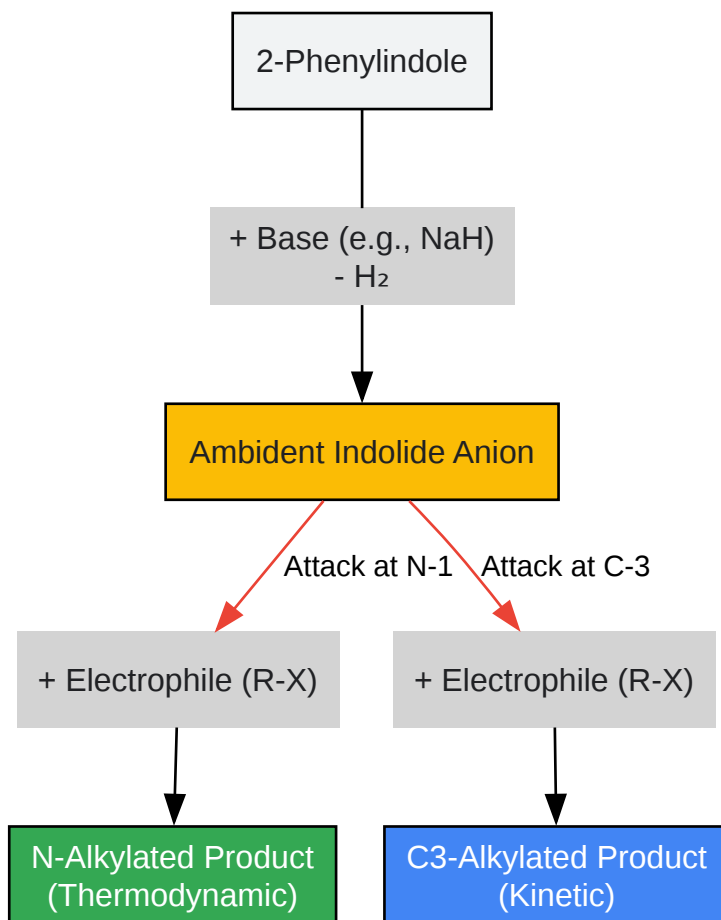 2-Phenylindole
+ Base (e.g., NaH)
- H₂
Ambident Indolide Anion
Attack at N-1
Attack at C-3
+ Electrophile (R-X)
+ Electrophile (R-X)
N-Alkylated Product
(Thermodynamic)
C3-Alkylated Product
(Kinetic)